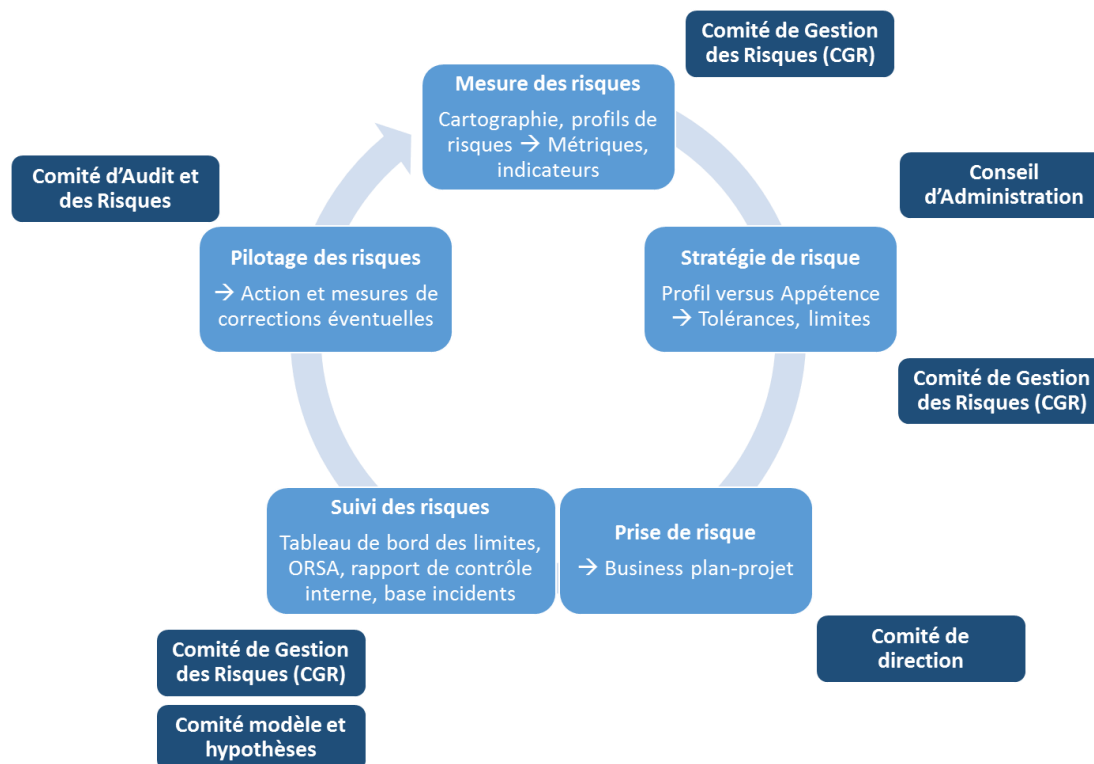 Comité de Gestion
des Risques (CGR)
Mesure des risques
Cartographie, profils de
risques → Métriques,
indicateurs
Comité d’Audit et
des Risques
Conseil
d’Administration
Pilotage des risques
→ Action et mesures de
corrections éventuelles
Stratégie de risque
Profil versus Appétence
→ Tolérances, limites
Comité de Gestion
des Risques (CGR)
Suivi des risques
Tableau de bord des limites,
ORSA, rapport de contrôle
interne, base incidents
Prise de risque
→ Business plan-projet
Comité de
direction
Comité de Gestion
des Risques (CGR)
Comité modèle et
hypothèses